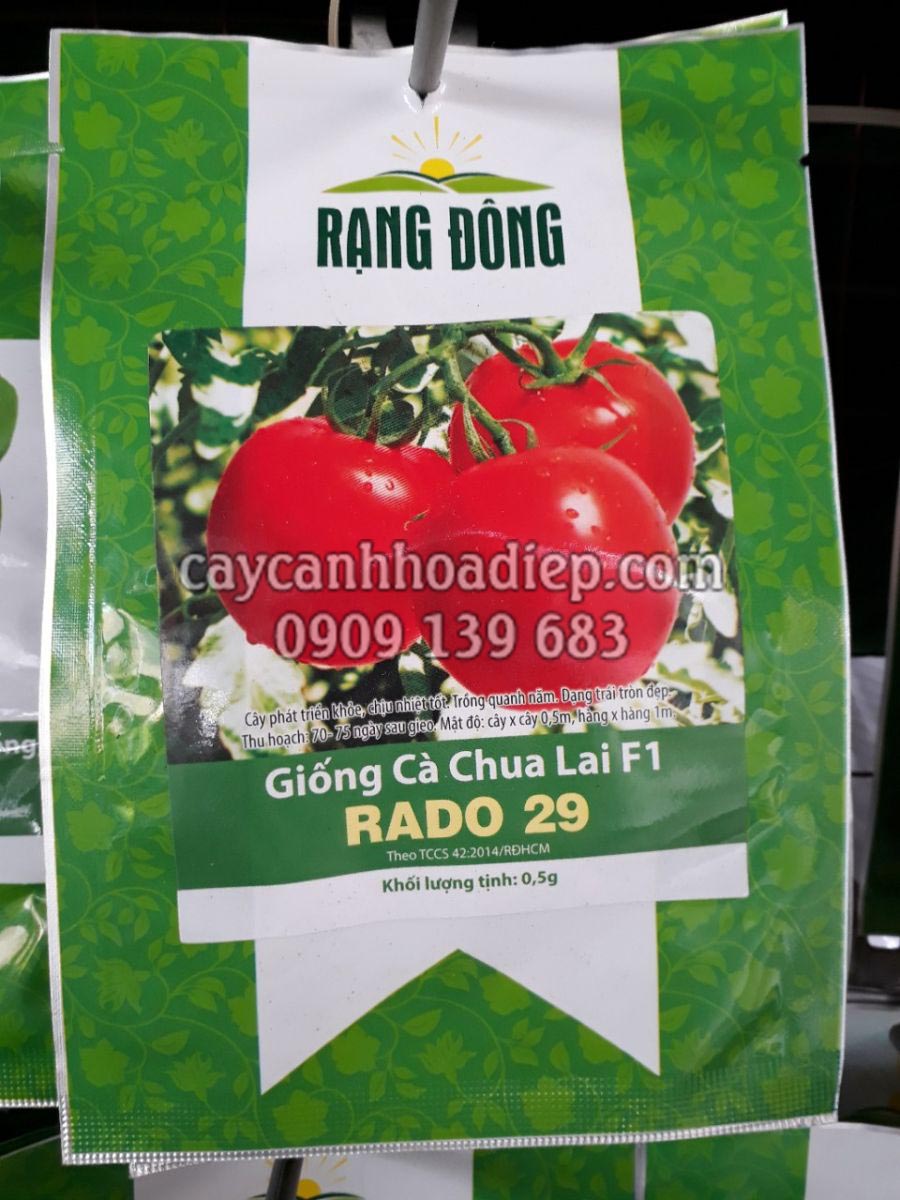 RẠNG ĐÔNG
caycanhhoadiep.com
0909 139 683
Cây phát triển khỏe, chịu nhiệt tốt. Trồng quanh năm. Dạng trái tròn đẹp.
Thu hoạch: 70- 75 ngày sau gieo. Mật độ: cây x cây 0,5m, hàng x hàng 1m.
Giống Cà Chua Lai F1
RADO 29
Theo TCCS 42:2014/RĐHCM
Khối lượng tịnh: 0,5g